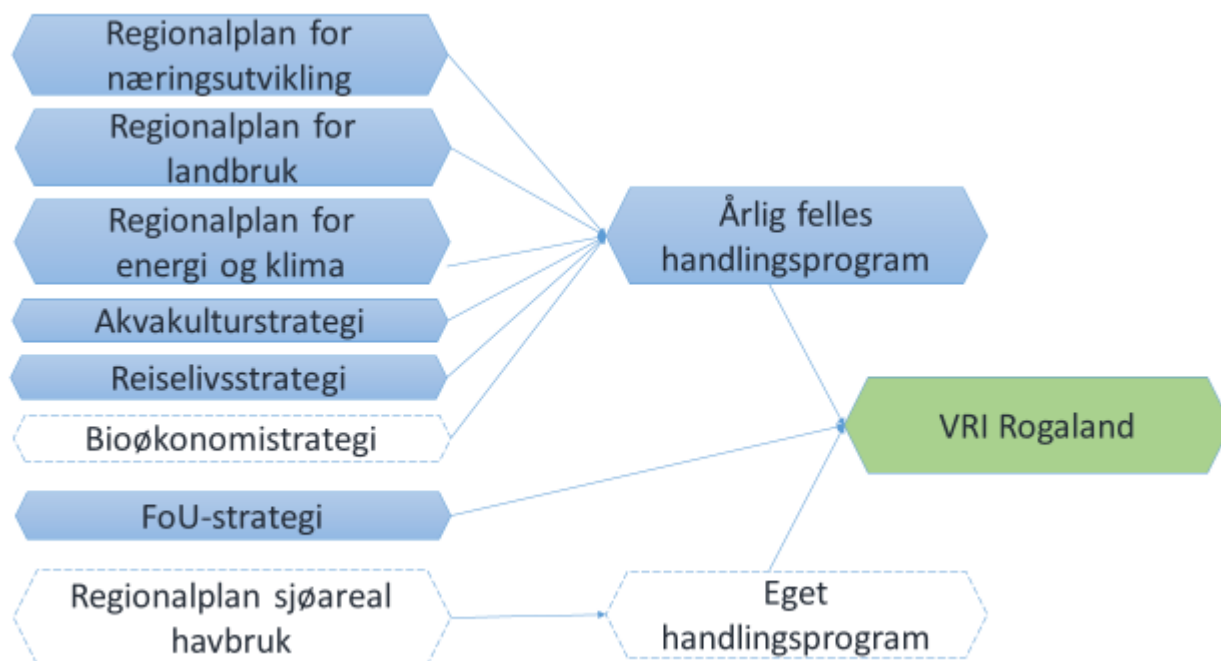 Regionalplan for
næringsutvikling
Regionalplan for
landbruk
Regionalplan for
energi og klima
Akvakulturstrategi
Reiselivsstrategi
Bioøkonomistrategi
FoU-strategi
Regionalplan sjøareal
havbruk
Årlig felles
handlingsprogram
Eget
handlingsprogram
VRI Rogaland